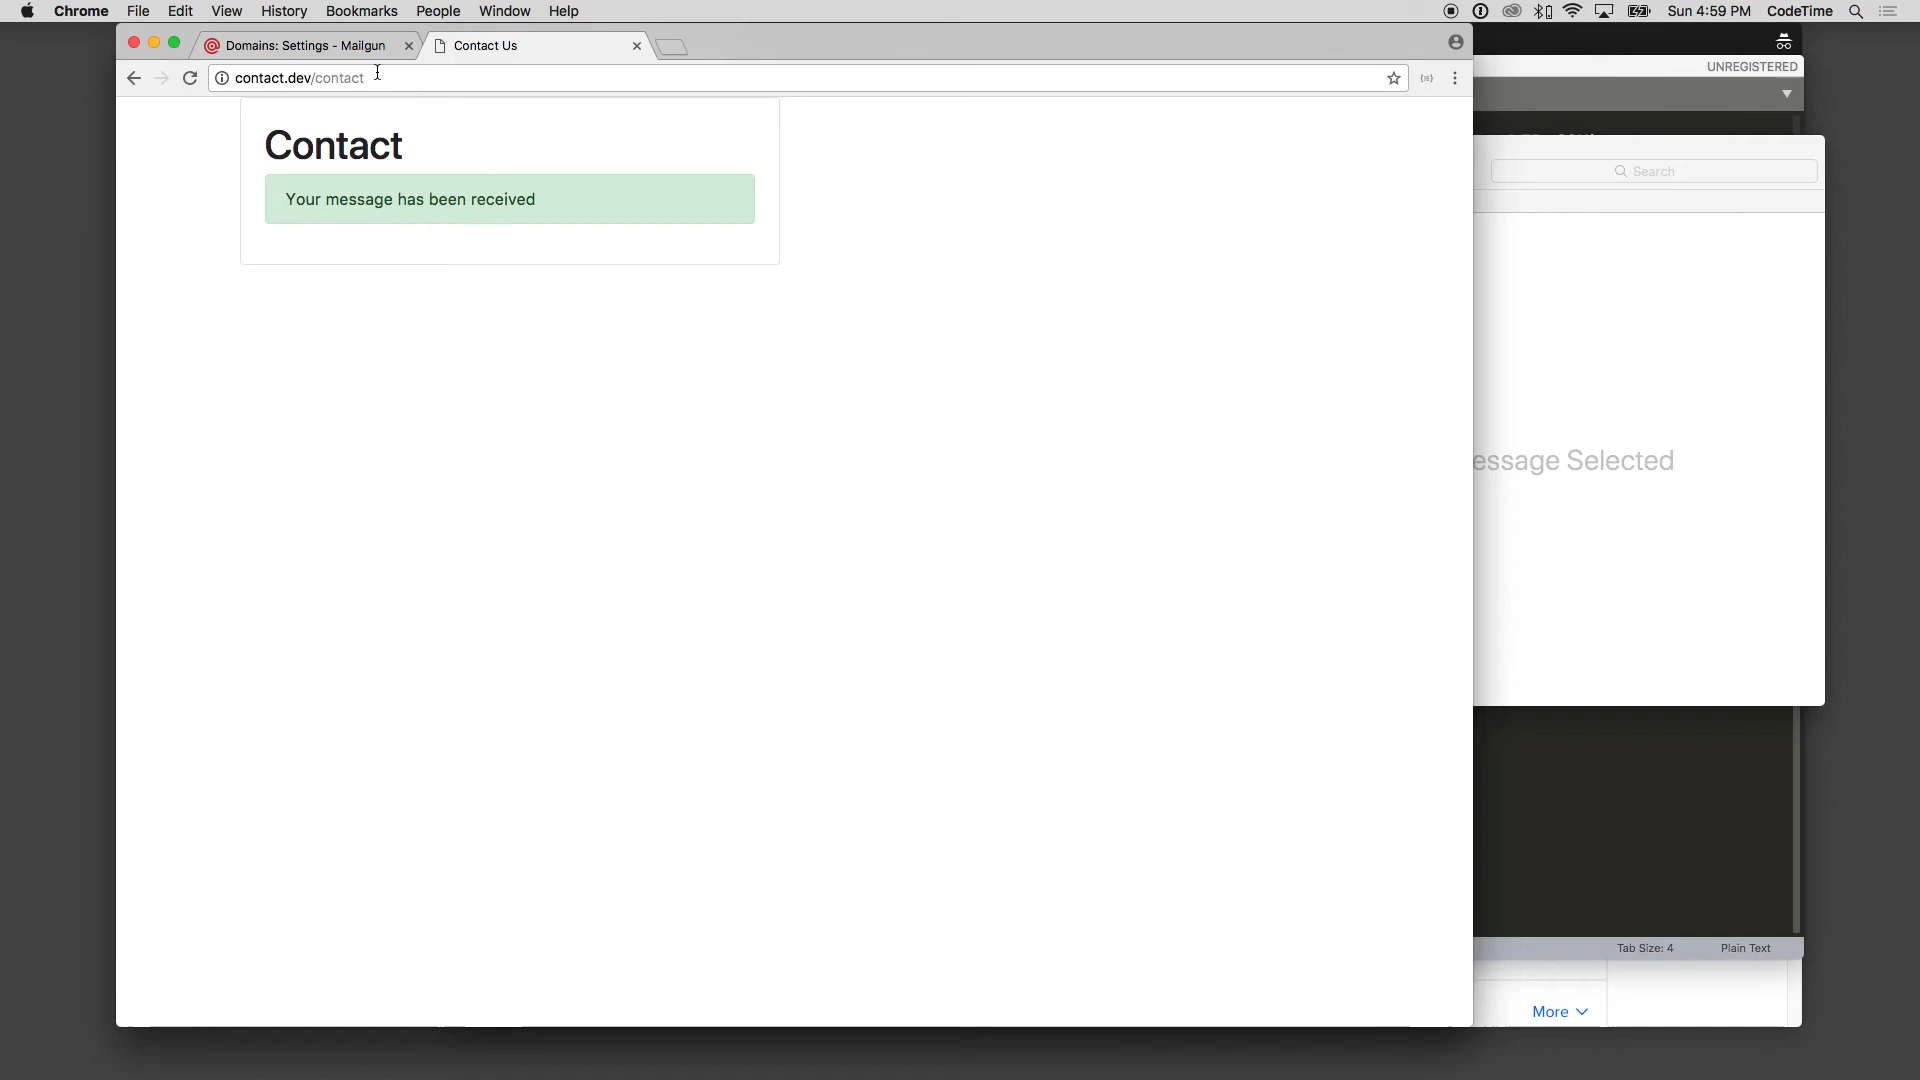 Chrome File Edit View History Bookmarks People Window Help
Sun 4:59 PM CodeTime
Domains: Settings - Mailgun
Contact Us
contact.dev/contact
UNREGISTERED
Contact
Your message has been received
Search
essage Selected
Tab Size: 4
Plain Text
More